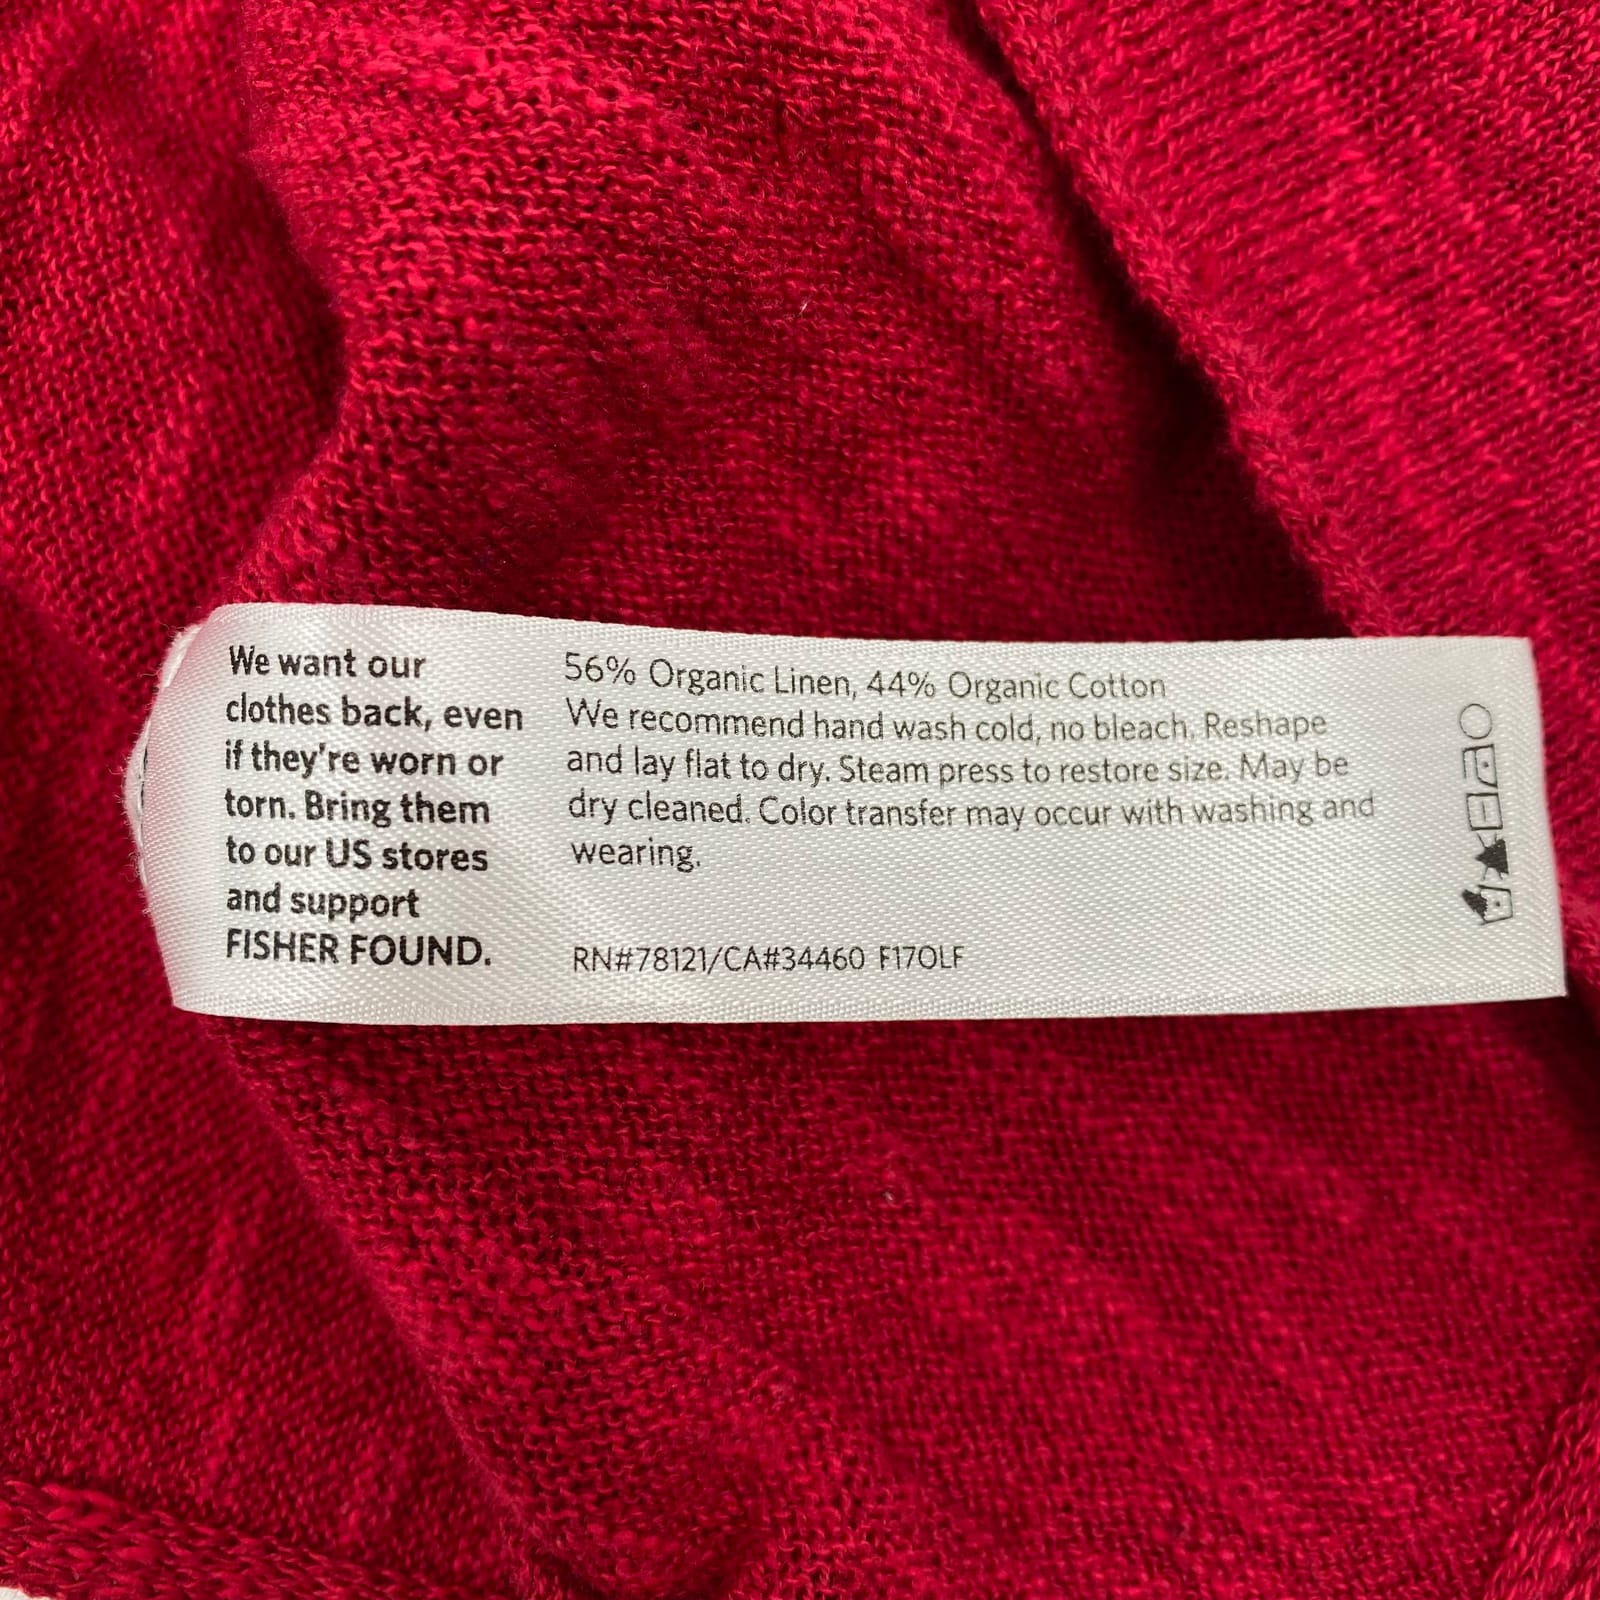 We want our
clothes back, even
if they're worn or
torn. Bring them
to our US stores
and support
FISHER FOUND.
56% Organic Linen, 44% Organic Cotton
We recommend hand wash cold, no bleach. Reshape
and lay flat to dry. Steam press to restore size. May be
dry cleaned. Color transfer may occur with washing and
wearing.
RN#78121/CA#34460 F17OLF